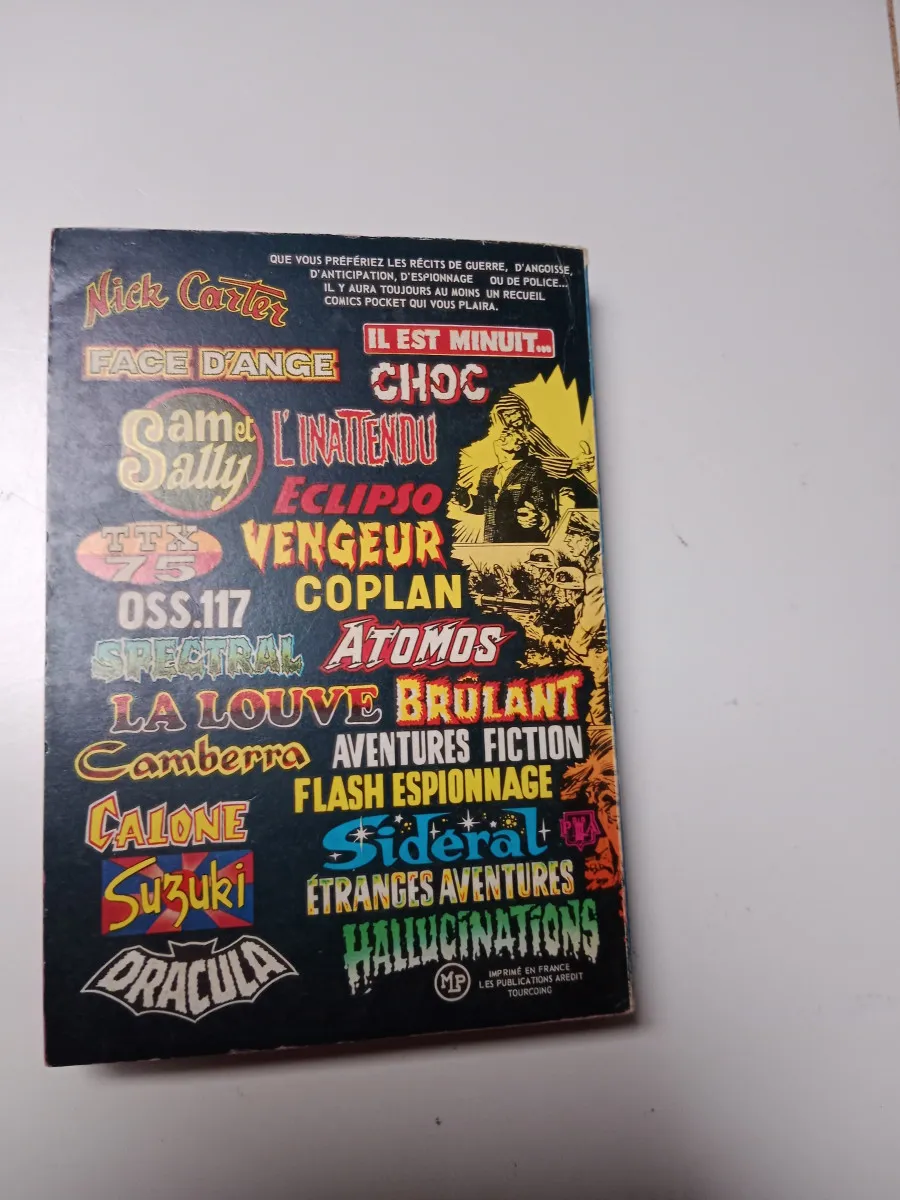 QUE VOUS PRÉFÉRIEZ LES RÉCITS DE GUERRE, D'ANGOISSE,
D'ANTICIPATION, D'ESPIONNAGE OU DE POLICE...
IL Y AURA TOUJOURS AU MOINS UN RECUEIL
COMICS POCKET QUI VOUS PLAIRA.
Nick Carter
IL EST MINUIT...
FACE D'ANGE
CHOC
Sam et
Sally
L'INATTENDU
ECLIPSO
TTX
75
VENGEUR
COPLAN
OSS.117
ATOMOS
SPECTRAL
LA LOUVE
BRÛLANT
Camberra
AVENTURES FICTION
FLASH ESPIONNAGE
CALONE
Sidéral
Suzuki
ÉTRANGES AVENTURES
HALLUCINATIONS
DRACULA
MP
IMPRIMÉ EN FRANCE
LES PUBLICATIONS AREDIT
TOURCOING